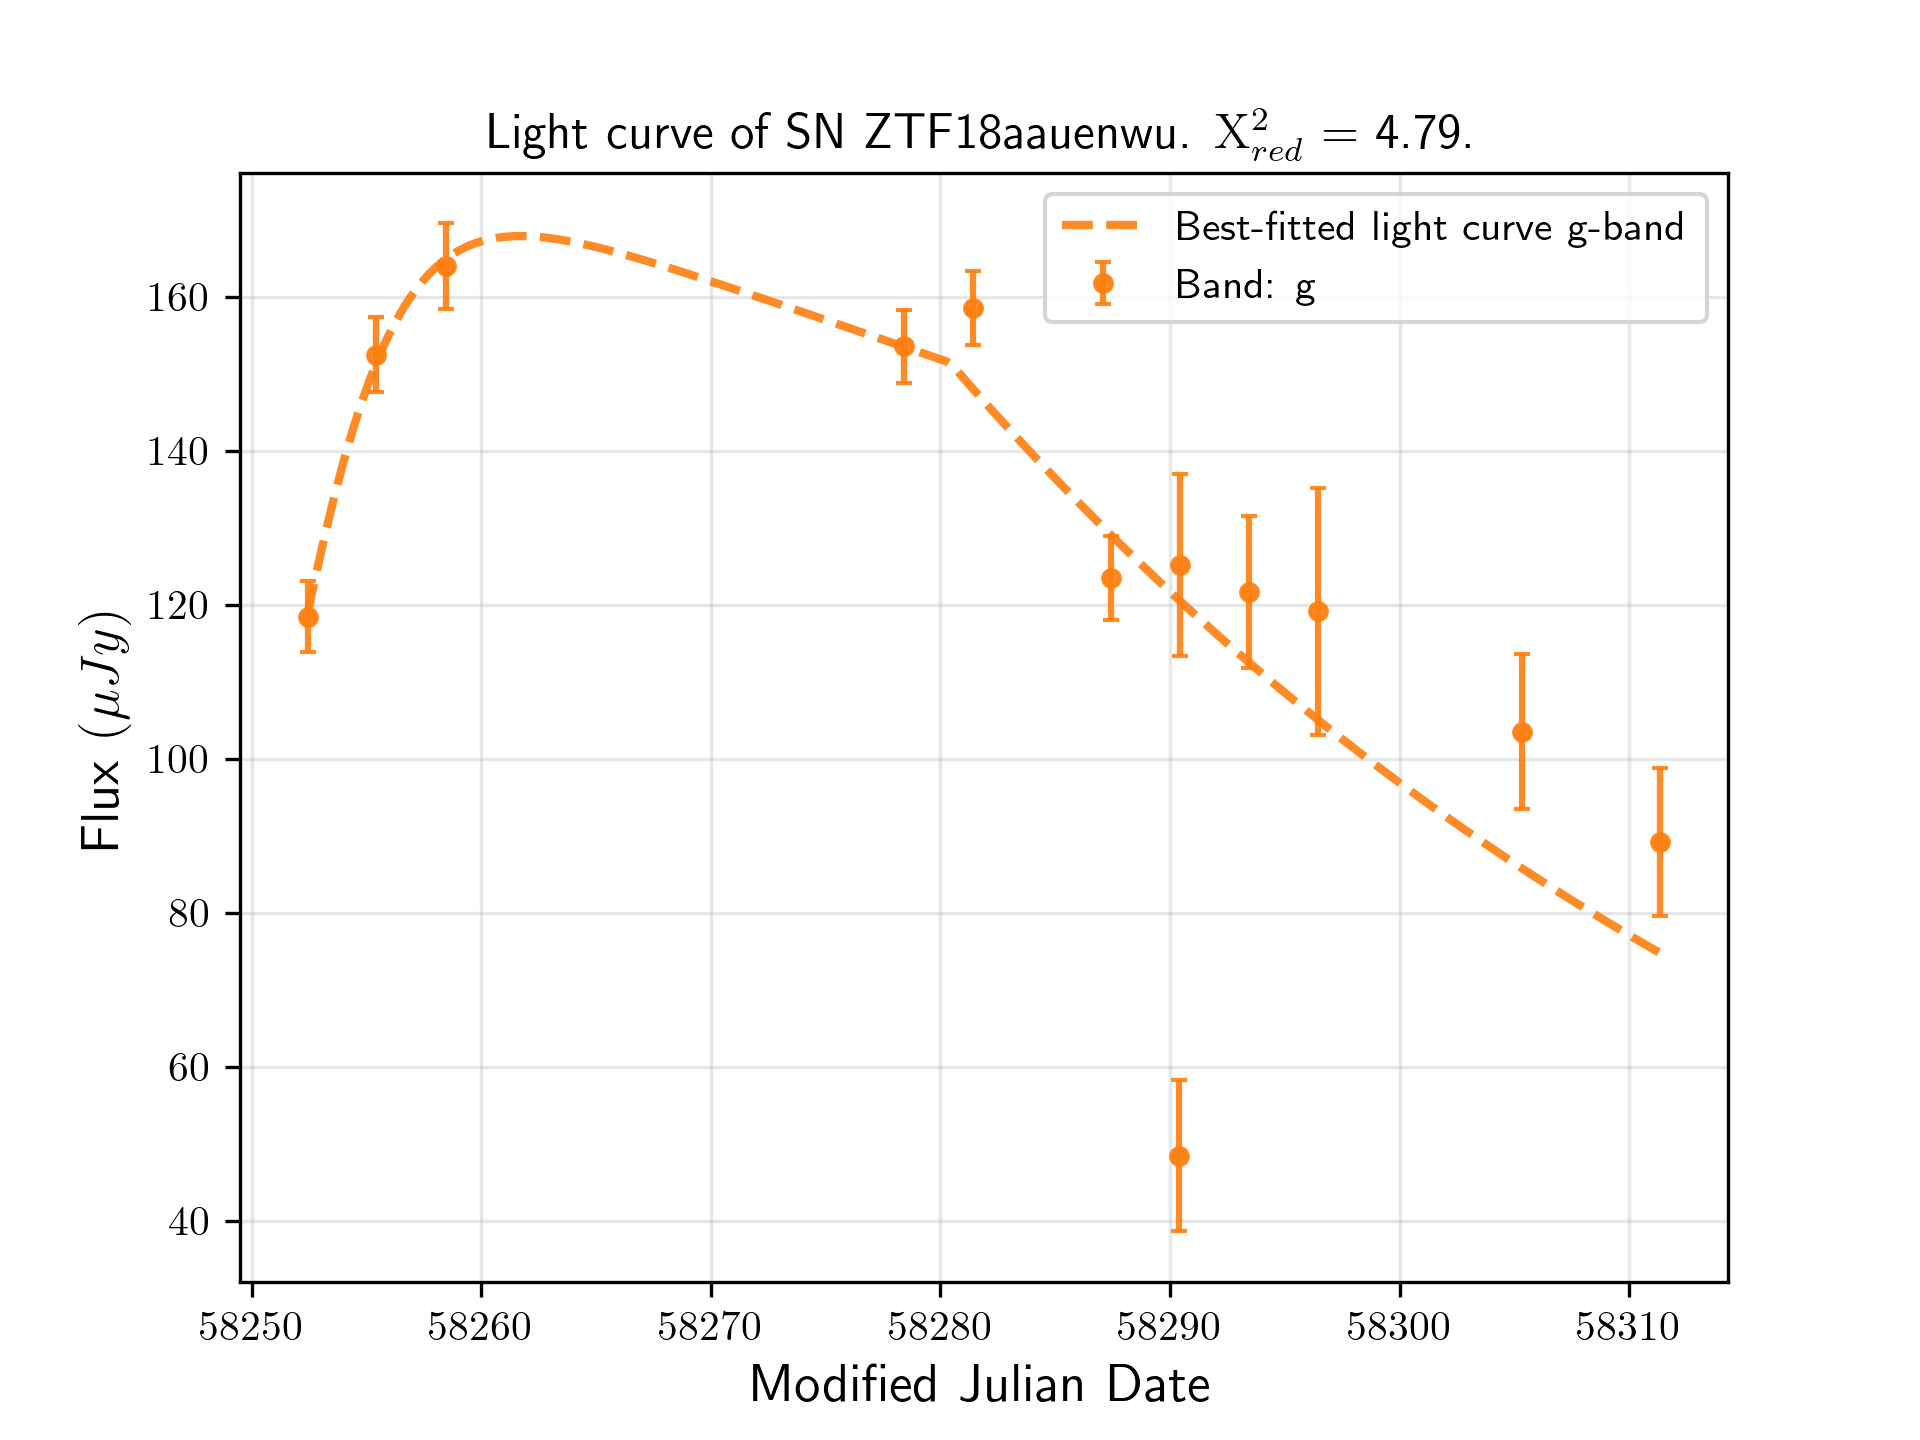 Light curve of SN ZTF18aauenwu. X²_red = 4.79.
Best-fitted light curve g-band
Band: g
Flux (μJy)
160
140
120
100
80
60
40
58250 58260 58270 58280 58290 58300 58310
Modified Julian Date